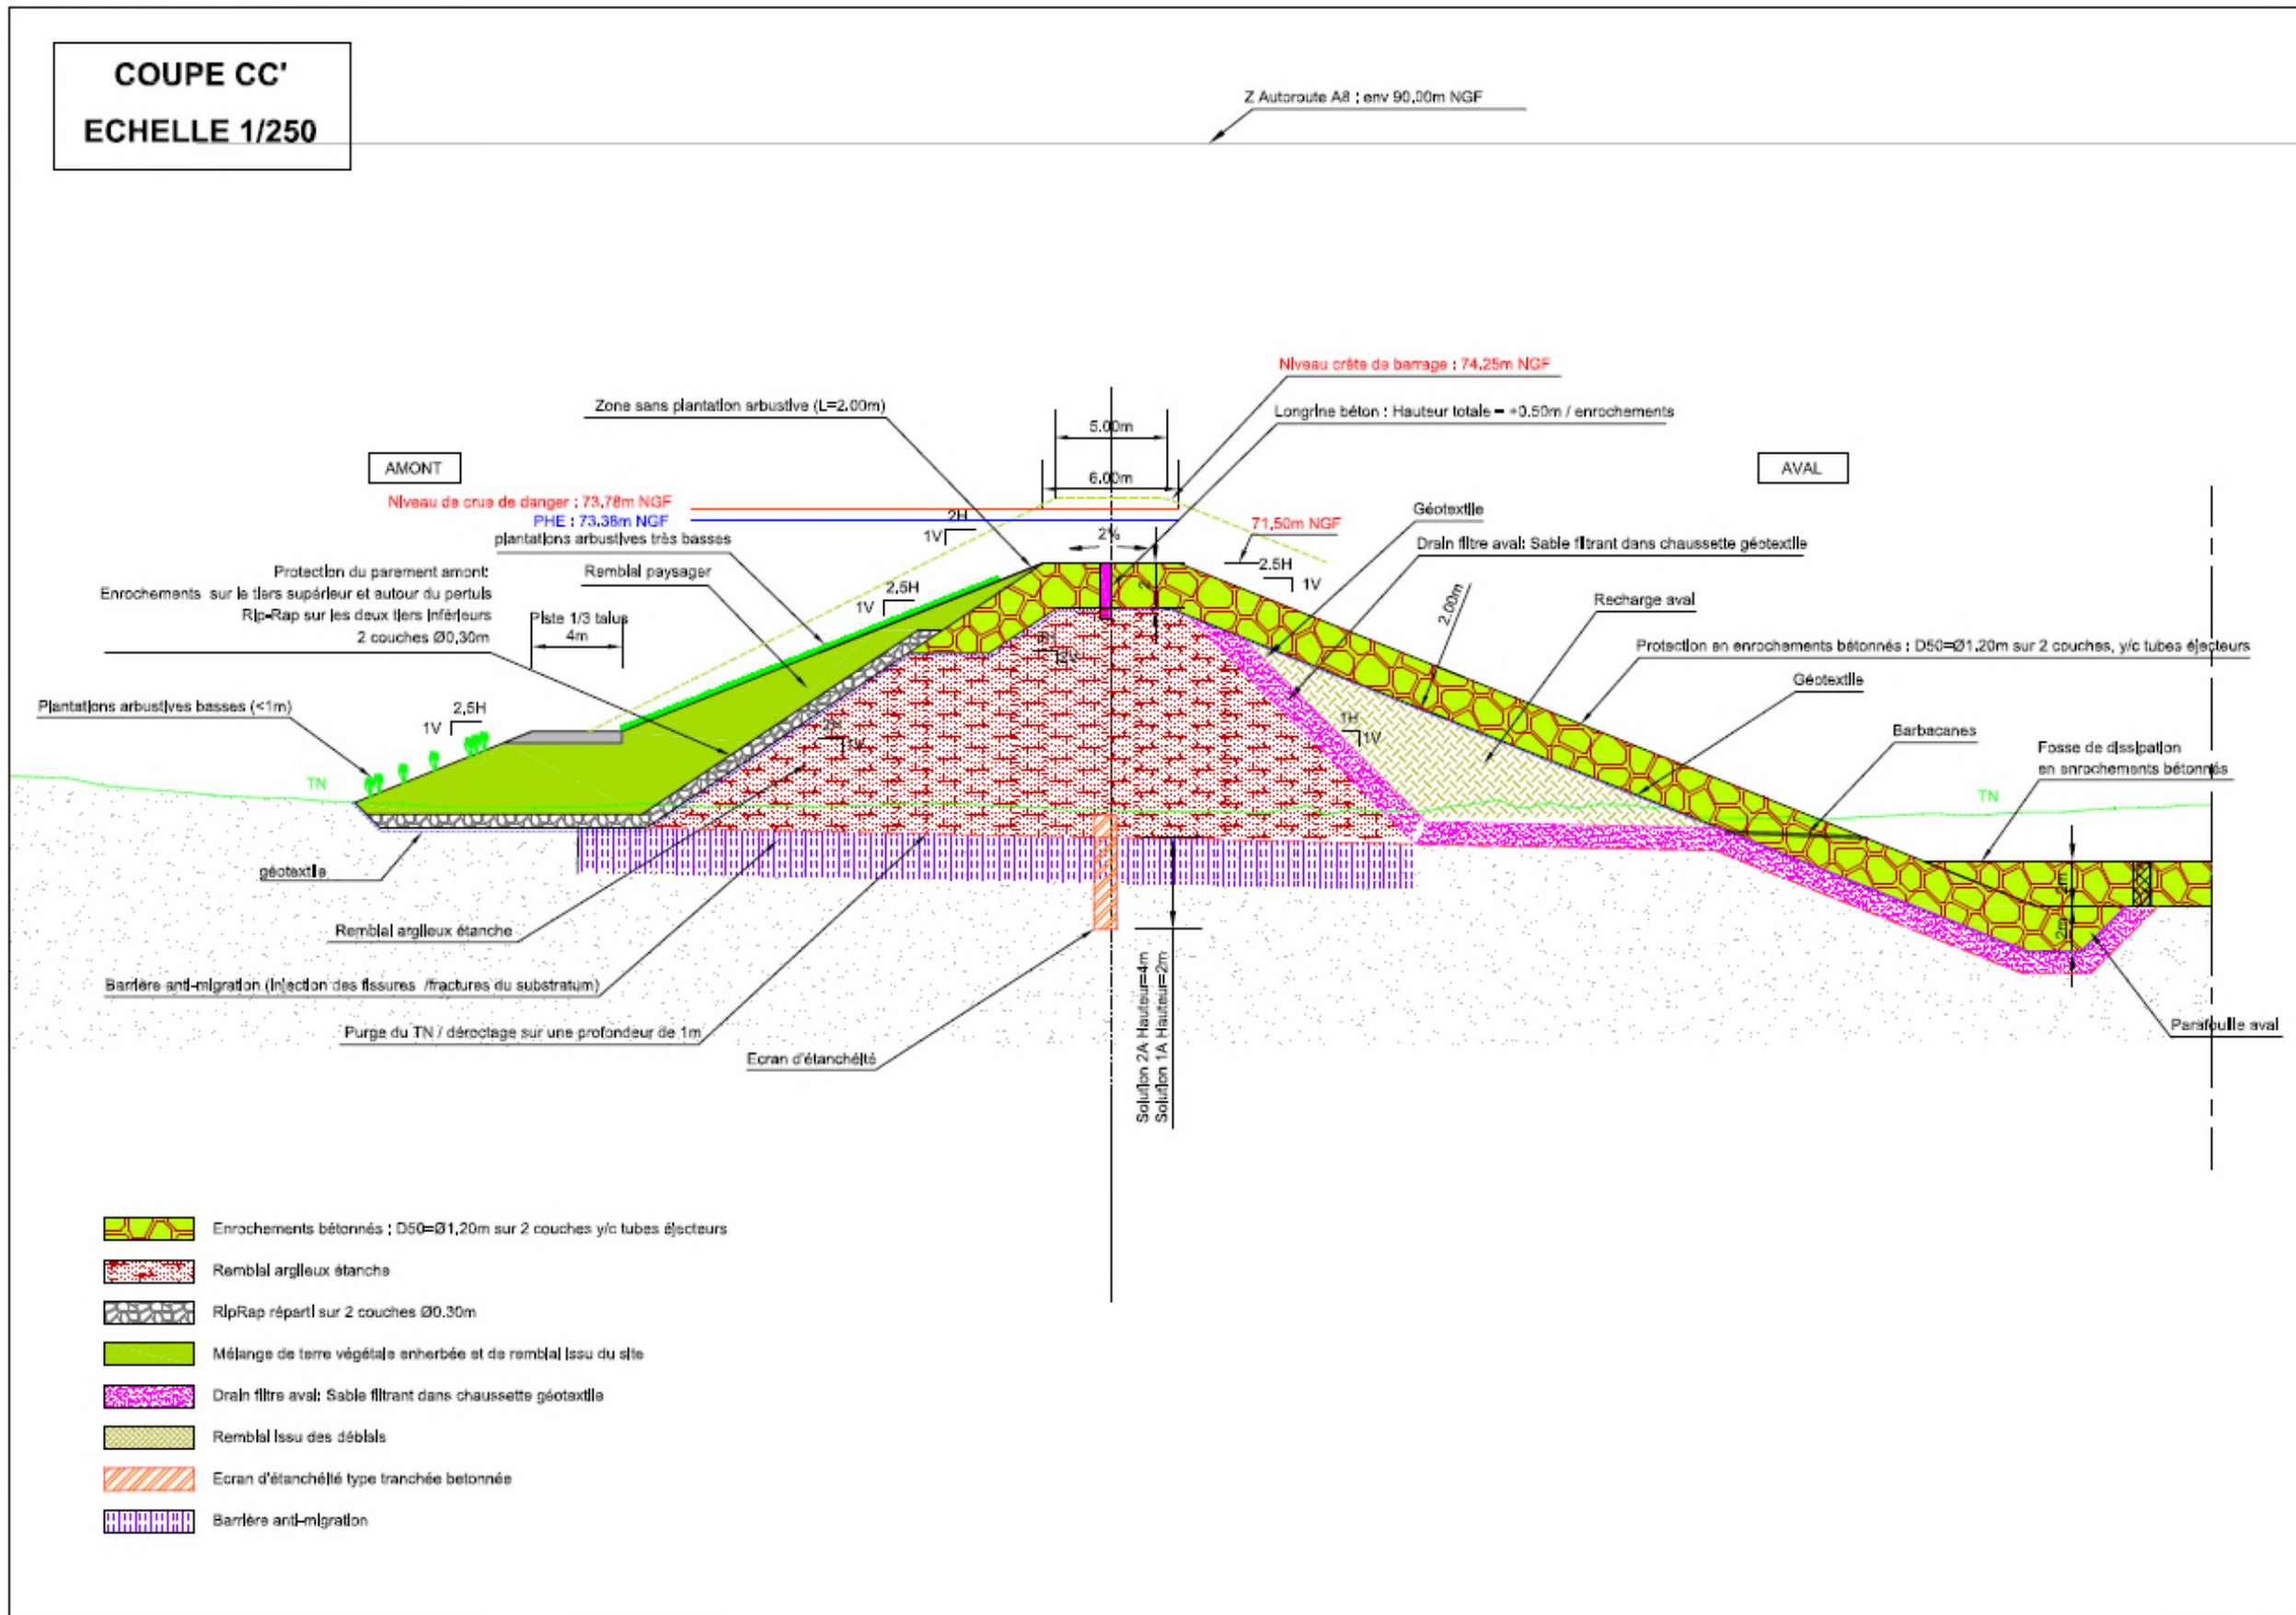 COUPE CC'
ECHELLE 1/250
Z Autoroute A8 : env 90,00m NGF
Niveau crête de barrage : 74,25m NGF
Zone sans plantation arbustive (L=2.00m)
Longrine béton : Hauteur totale = +0.50m / enrochements
5.00m
AMONT
AVAL
6.00m
Niveau de crue de danger : 73,78m NGF
PHE : 73.38m NGF
2H
1V
71,50m NGF
Géotextile
plantations arbustives très basses
2%
Drain filtre aval: Sable filtrant dans chaussette géotextile
Protection du parement amont:
Enrochements sur le tiers supérieur et autour du pertuis
Rip-Rap sur les deux tiers inférieurs
2 couches Ø0,30m
Remblai paysager
2,5H
1V
2.5H
1V
2
Recharge aval
2.00m
Piste 1/3 talus
4m
Protection en enrochements bétonnés : D50=Ø1,20m sur 2 couches, y/c tubes éjecteurs
Géotextile
Plantations arbustives basses (<1m)
2,5H
1V
1H
1V
Barbacanes
Fosse de dissipation
en enrochements bétonnés
TN
TN
géotextile
2m
2m
Remblai argileux étanche
Barrière anti-migration (Injection des fissures /fractures du substratum)
Purge du TN / déroctage sur une profondeur de 1m
Ecran d'étanchéité
Solution 2A Hauteur=4m
Solution 1A Hauteur=2m
Parafouille aval
Enrochements bétonnés : D50=Ø1,20m sur 2 couches y/c tubes éjecteurs
Remblai argileux étanche
RipRap réparti sur 2 couches Ø0.30m
Mélange de terre végétale enherbée et de remblai issu du site
Drain filtre aval: Sable filtrant dans chaussette géotextile
Remblai issu des déblais
Ecran d'étanchéité type tranchée betonnée
Barrière anti-migration